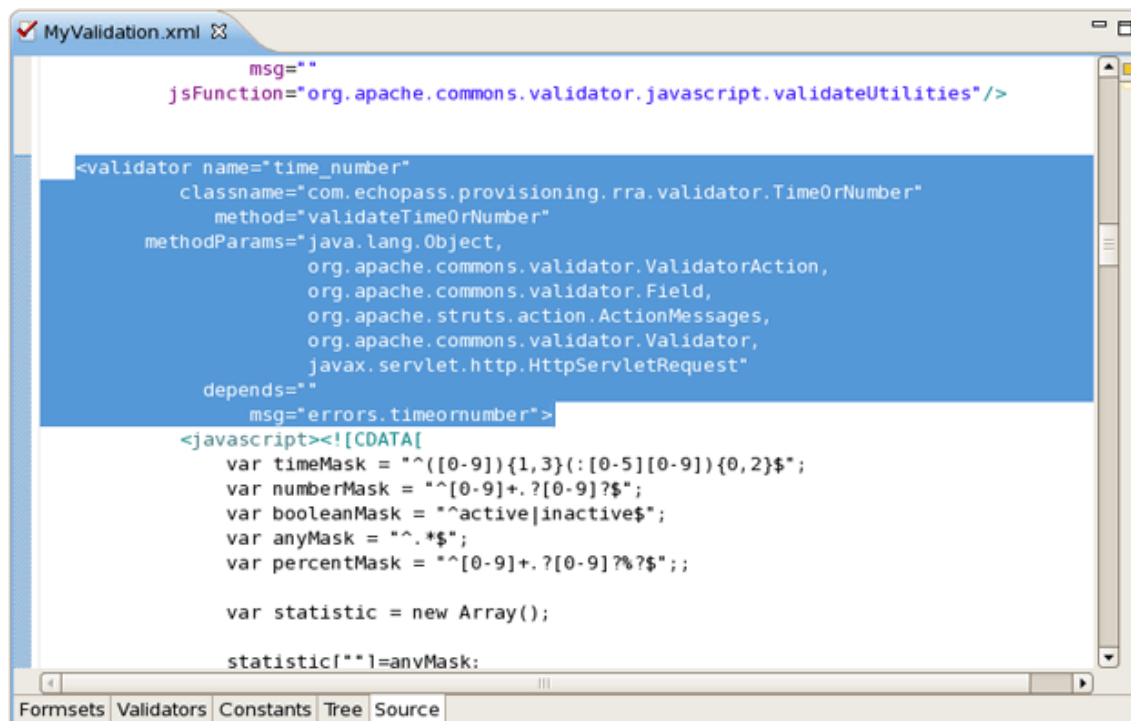 MyValidation.xml
msg=""
jsFunction="org.apache.commons.validator.javascript.validateUtilities"/>
<validator name="time_number"
classname="com.echopass.provisioning.rra.validator.TimeOrNumber"
method="validateTimeOrNumber"
methodParams="java.lang.Object,
org.apache.commons.validator.ValidatorAction,
org.apache.commons.validator.Field,
org.apache.struts.action.ActionMessages,
org.apache.commons.validator.Validator,
javax.servlet.http.HttpServletRequest"
depends=""
msg="errors.timeornumber">
<javascript><![CDATA[
var timeMask = "^([0-9]){1,3}(:[0-5][0-9]){0,2}$";
var numberMask = "^[0-9]+.?[0-9]?$";
var booleanMask = "^active|inactive$";
var anyMask = "^.*$";
var percentMask = "^[0-9]+.?[0-9]?%?$";;
var statistic = new Array();
statistic[""]=anyMask;
Formsets Validators Constants Tree Source